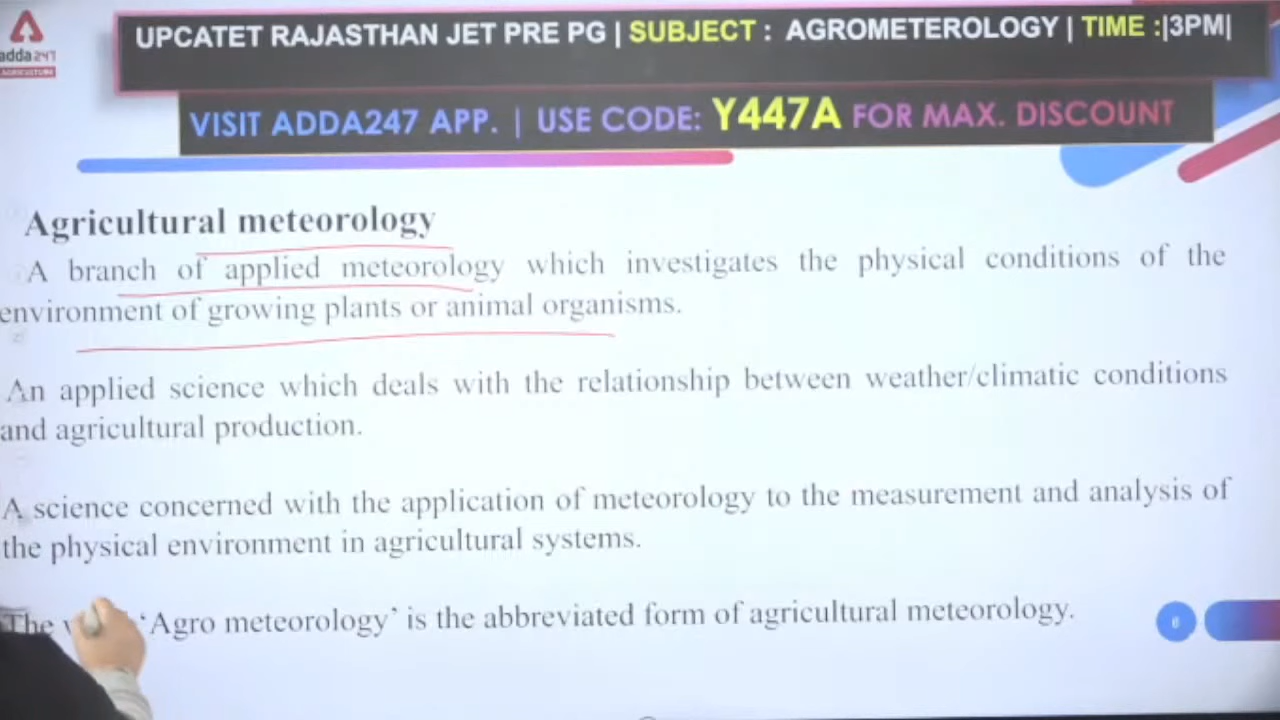 adda247
AGRICULTURE
UPCATET RAJASTHAN JET PRE PG | SUBJECT : AGROMETEROLOGY | TIME :|3PM|
VISIT ADDA247 APP. | USE CODE: Y447A FOR MAX. DISCOUNT
Agricultural meteorology
A branch of applied meteorology which investigates the physical conditions of the
environment of growing plants or animal organisms.
An applied science which deals with the relationship between weather/climatic conditions
and agricultural production.
A science concerned with the application of meteorology to the measurement and analysis of
the physical environment in agricultural systems.
The ‘Agro meteorology’ is the abbreviated form of agricultural meteorology.
6